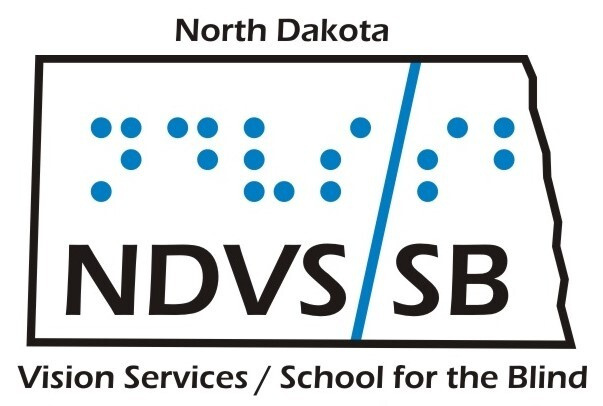 North Dakota
⠝⠙⠧⠎/⠎⠃
NDVS/SB
Vision Services / School for the Blind